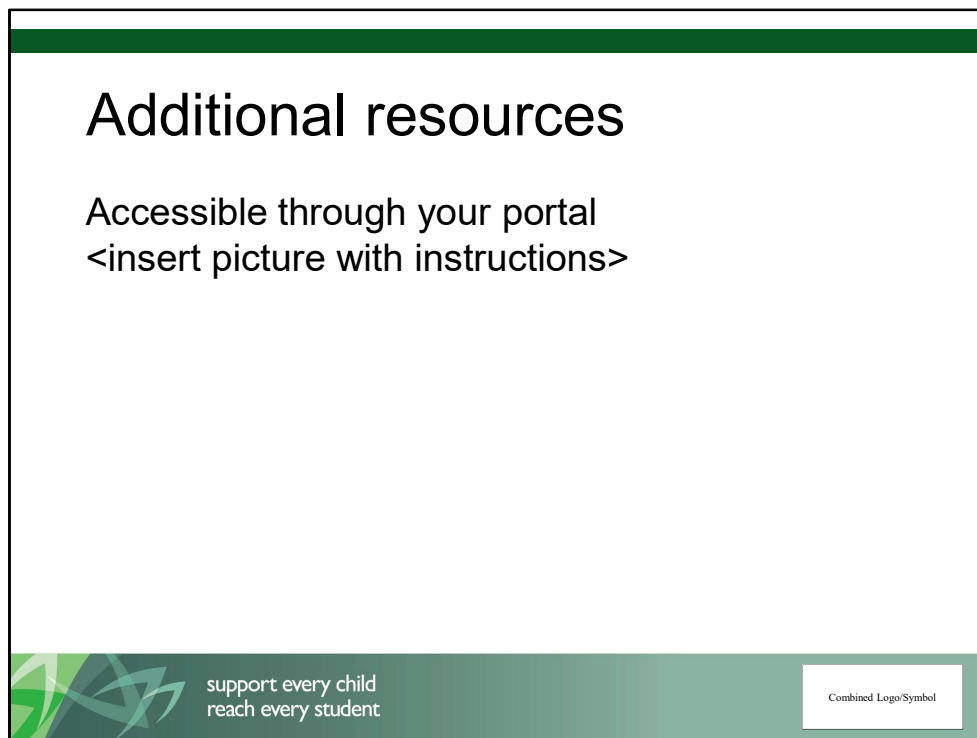 Additional resources
Accessible through your portal
<insert picture with instructions>
support every child
reach every student
Combined Logo/Symbol